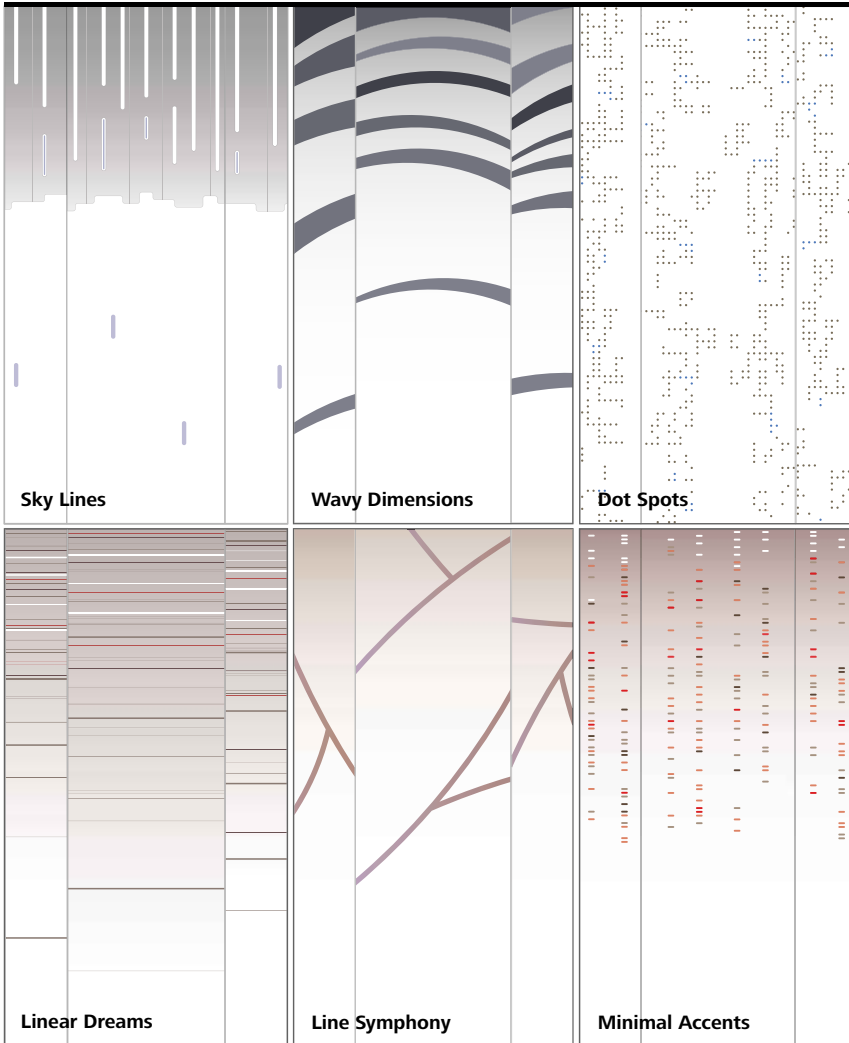 Sky Lines
Wavy Dimensions
Dot Spots
Linear Dreams
Line Symphony
Minimal Accents